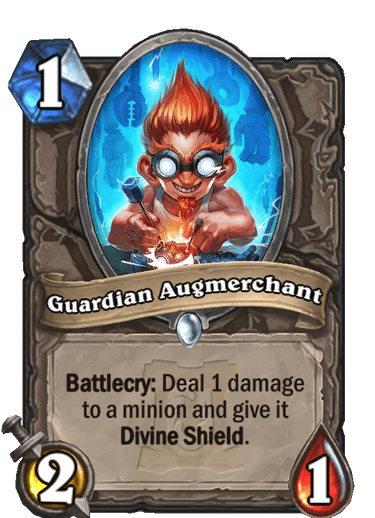 1
Guardian Augmerchant
Battlecry: Deal 1 damage
to a minion and give it
Divine Shield.
2
1